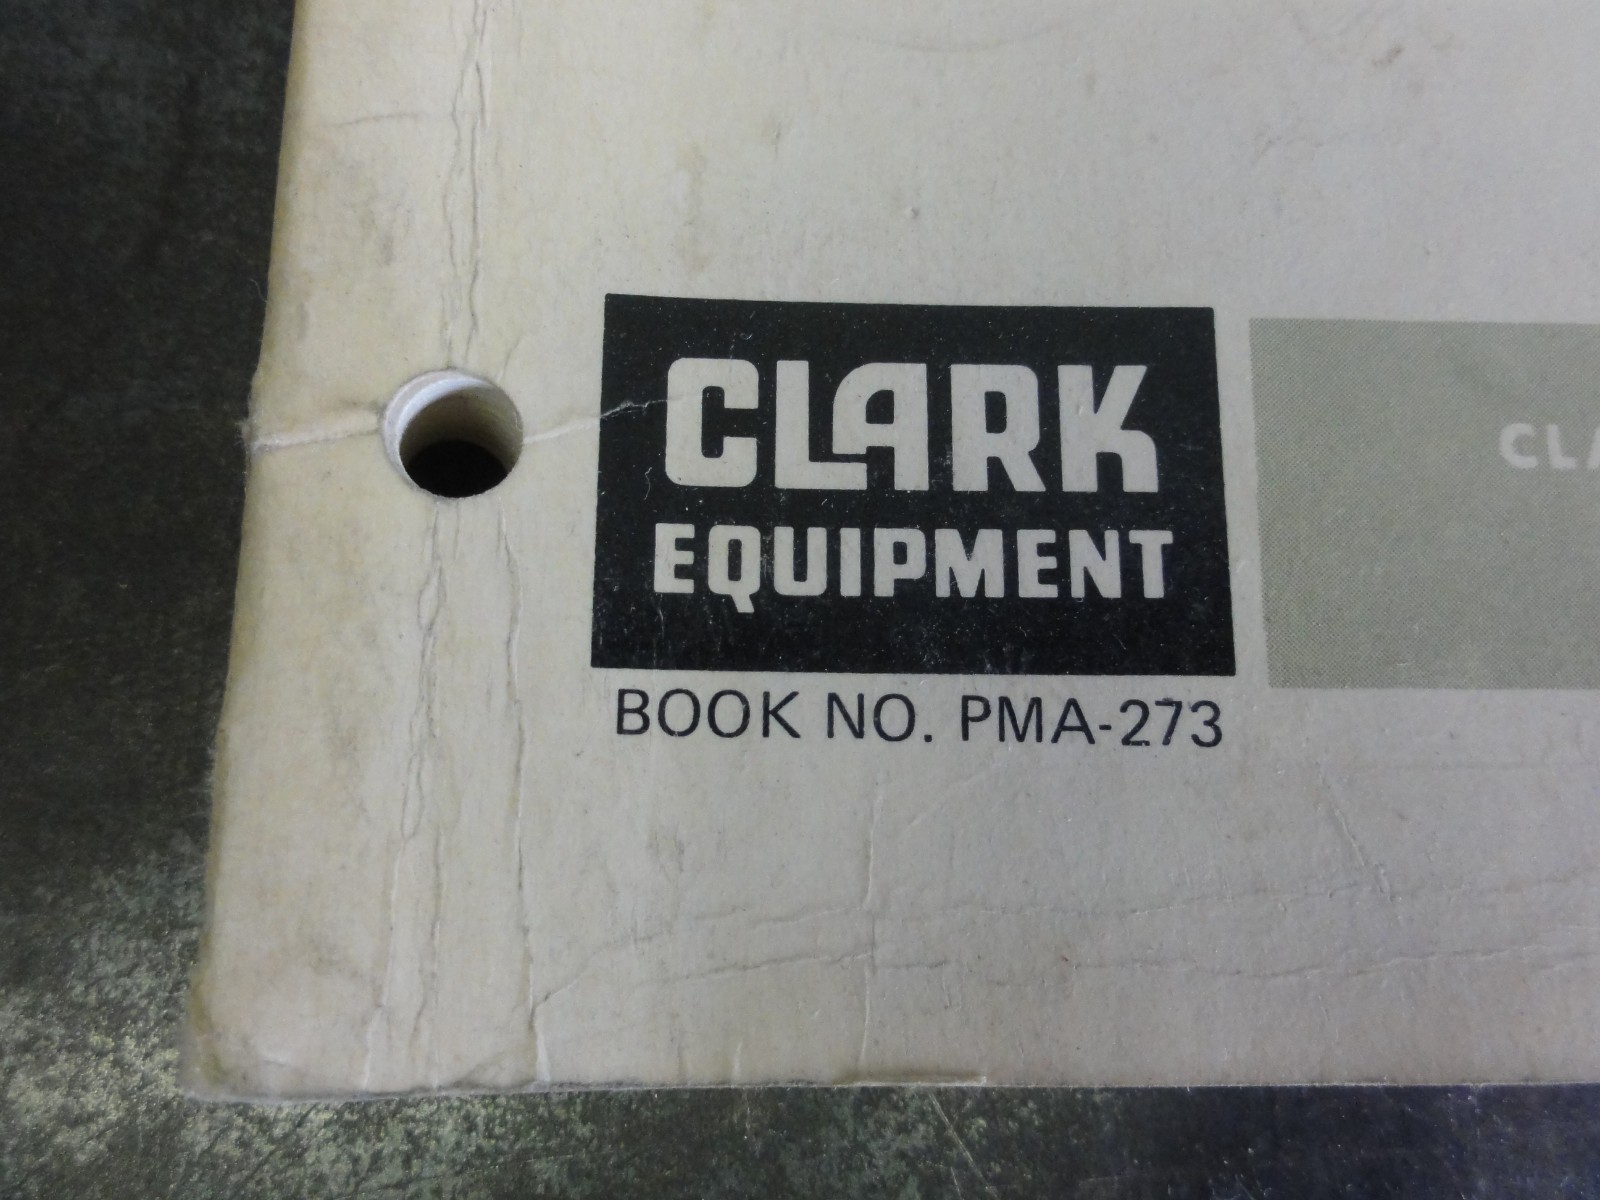 CLARK
EQUIPMENT
BOOK NO. PMA-273